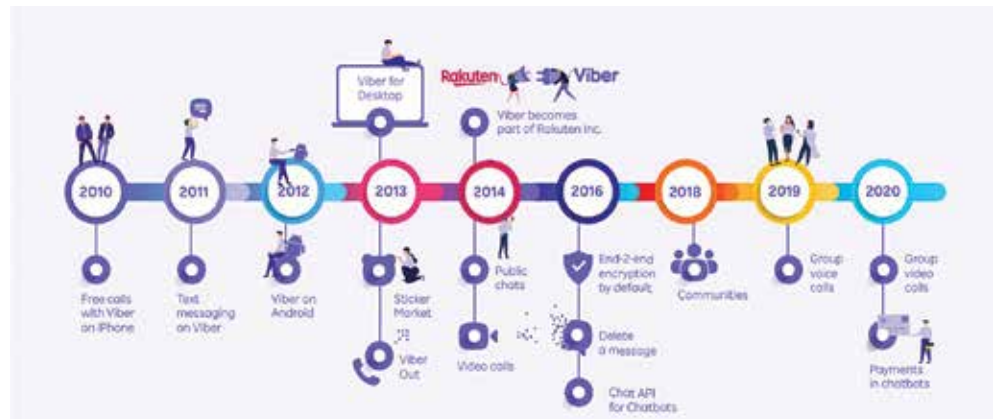 Viber for
Desktop
Rakuten
Viber
Viber becomes
part of Rakuten Inc.
2010
2011
2012
2013
2014
2016
2018
2019
2020
Free calls
with Viber
on iPhone
Text
messaging
on Viber
Viber on
Android
Sticker
Market
Viber
Out
Public
chats
Video calls
End-2-end
encryption
by default
Delete
a message
Chat API
for Chatbots
Communities
Group
voice
calls
Group
video
calls
Payments
in chatbots